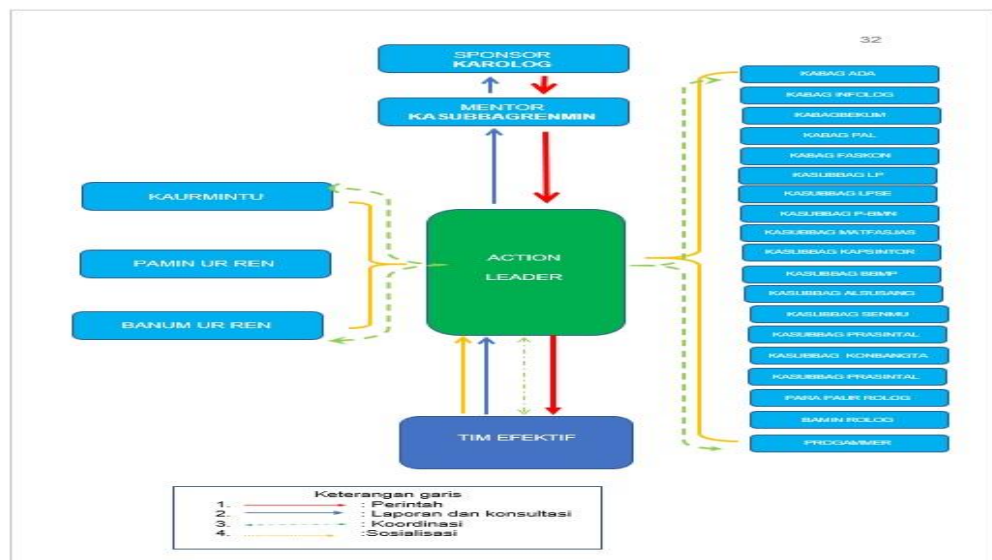 32
SPONSOR
KAROLOG
MENTOR
KASUBBAGRENMIN
KAURMINTU
PAMIN UR REN
BANUM UR REN
ACTION
LEADER
TIM EFEKTIF
KABAG ADA
KABAG INFOLOG
KABAGBEKUM
KABAG PAL
KABAG FASKON
KASUBBAG LP
KASUBBAG LPSE
KASUBBAG P-BMN
KASUBBAG MATFASJAS
KASUBBAG KAPSINTOR
KASUBBAG BBMP
KASUBBAG ALSUSANG
KASUBBAG SENMU
KASUBBAG PRASINTAL
KASUBBAG KONBANGTA
KASUBBAG PRASINTAL
PARA PAUR ROLOG
BAMIN ROLOG
PROGAMMER
Keterangan garis
1. : Perintah
2. : Laporan dan konsultasi
3. : Koordinasi
4. :Sosialisasi